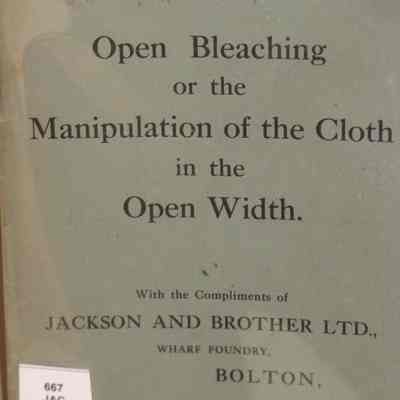 Open Bleaching
or the
Manipulation of the Cloth
in the
Open Width.
With the Compliments of
JACKSON AND BROTHER LTD.,
WHARF FOUNDRY,
BOLTON,
667
JAC